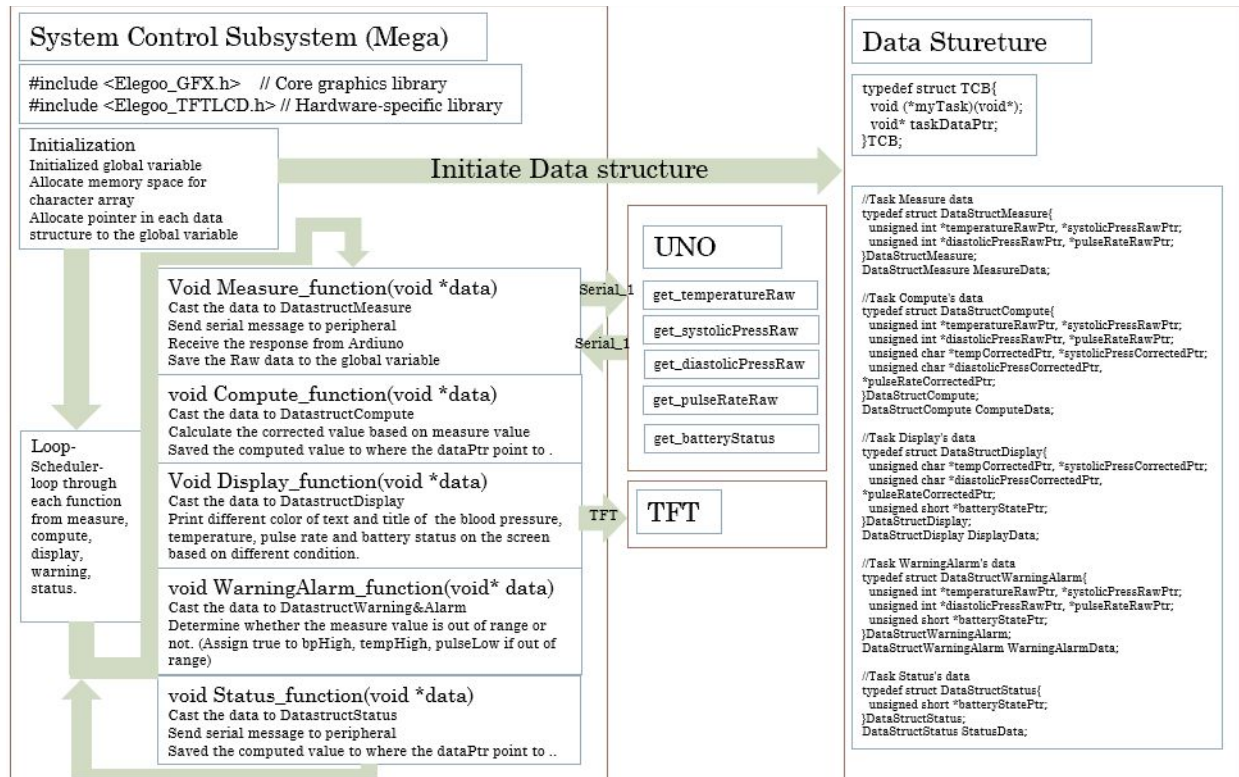 System Control Subsystem (Mega)
#include <Elegoo_GFX.h> // Core graphics library
#include <Elegoo_TFTLCD.h> // Hardware-specific library
Initialization
Initialized global variable
Allocate memory space for
character array
Allocate pointer in each data
structure to the global variable
Initiate Data structure
Loop-
Scheduler-
loop through
each function
from measure,
compute,
display,
warning,
status.
Void Measure_function(void *data)
Cast the data to DatastructMeasure
Send serial message to peripheral
Receive the response from Ardiuno
Save the Raw data to the global variable
void Compute_function(void *data)
Cast the data to DatastructCompute
Calculate the corrected value based on measure value
Saved the computed value to where the dataPtr point to .
Void Display_function(void *data)
Cast the data to DatastructDisplay
Print different color of text and title of the blood pressure,
temperature, pulse rate and battery status on the screen
based on different condition.
void WarningAlarm_function(void* data)
Cast the data to DatastructWarning&Alarm
Determine whether the measure value is out of range or
not. (Assign true to bpHigh, tempHigh, pulseLow if out of
range)
void Status_function(void *data)
Cast the data to DatastructStatus
Send serial message to peripheral
Saved the computed value to where the dataPtr point to ..
Serial_1
Serial_1
TFT
UNO
get_temperatureRaw
get_systolicPressRaw
get_diastolicPressRaw
get_pulseRateRaw
get_batteryStatus
TFT
Data Stureture
typedef struct TCB{
void (*myTask)(void*);
void* taskDataPtr;
}TCB;
//Task Measure data
typedef struct DataStructMeasure{
unsigned int *temperatureRawPtr, *systolicPressRawPtr;
unsigned int *diastolicPressRawPtr, *pulseRateRawPtr;
}DataStructMeasure;
DataStructMeasure MeasureData;
//Task Compute's data
typedef struct DataStructCompute{
unsigned int *temperatureRawPtr, *systolicPressRawPtr;
unsigned int *diastolicPressRawPtr, *pulseRateRawPtr;
unsigned char *tempCorrectedPtr, *systolicPressCorrectedPtr;
unsigned char *diastolicPressCorrectedPtr,
*pulseRateCorrectedPtr;
}DataStructCompute;
DataStructCompute ComputeData;
//Task Display's data
typedef struct DataStructDisplay{
unsigned char *tempCorrectedPtr, *systolicPressCorrectedPtr;
unsigned char *diastolicPressCorrectedPtr,
*pulseRateCorrectedPtr;
unsigned short *batteryStatePtr;
}DataStructDisplay;
DataStructDisplay DisplayData;
//Task WarningAlarm's data
typedef struct DataStructWarningAlarm{
unsigned int *temperatureRawPtr, *systolicPressRawPtr;
unsigned int *diastolicPressRawPtr, *pulseRateRawPtr;
unsigned short *batteryStatePtr;
}DataStructWarningAlarm;
DataStructWarningAlarm WarningAlarmData;
//Task Status's data
typedef struct DataStructStatus{
unsigned short *batteryStatePtr;
}DataStructStatus;
DataStructStatus StatusData;